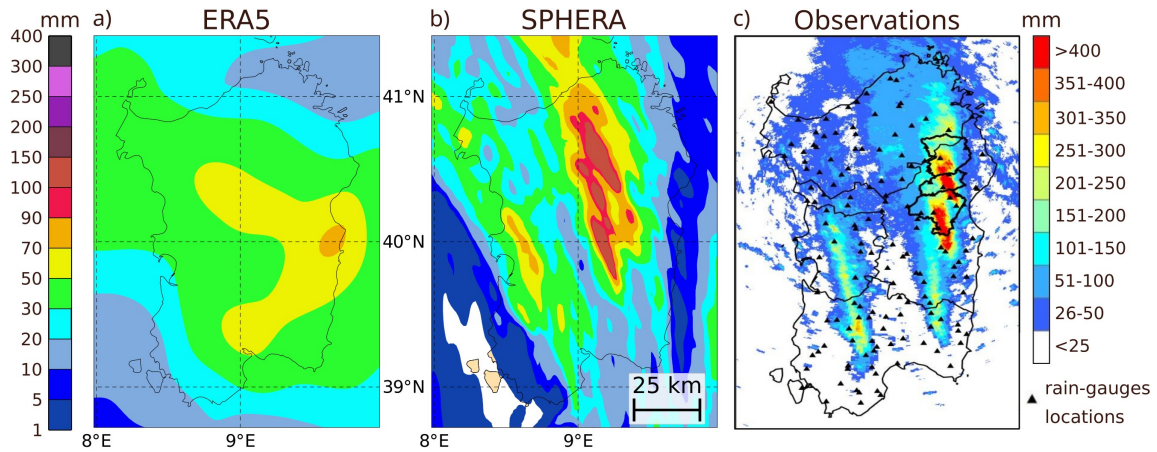 mm
a)
ERA5
b)
SPHERA
c)
Observations
mm
400
300
250
200
150
100
90
70
50
30
20
10
5
1
41°N
40°N
39°N
8°E
9°E
8°E
9°E
25 km
>400
351-400
301-350
251-300
201-250
151-200
101-150
51-100
26-50
<25
rain-gauges
locations